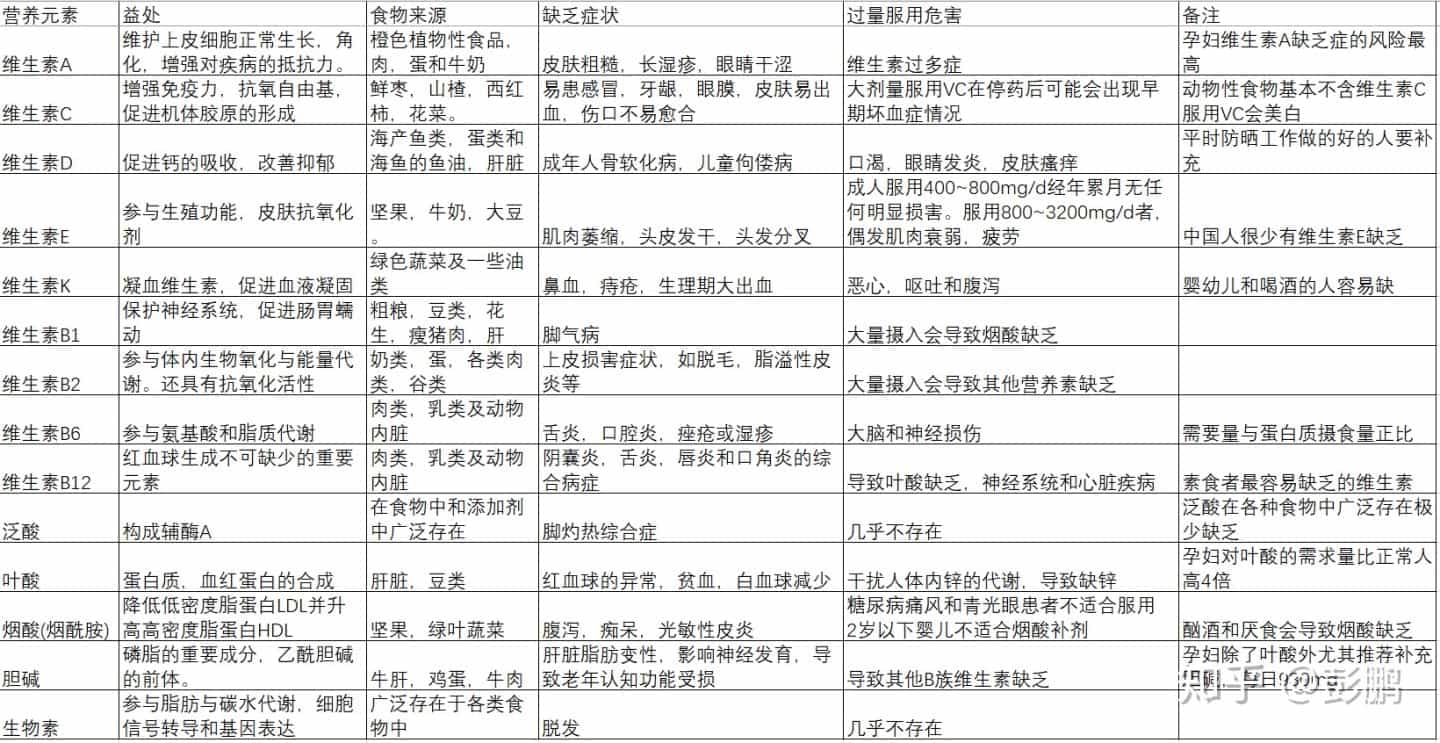 营养元素 益处 食物来源 缺乏症状 过量服用危害 备注
维护上皮细胞正常生长，角 橙色植物性食品， 孕妇维生素A缺乏症的风险最
维生素A 化，增强对疾病的抵抗力。 肉，蛋和牛奶 皮肤粗糙，长湿疹，眼睛干涩 维生素过多症 高
增强免疫力，抗氧自由基， 鲜枣，山楂，西红 易患感冒，牙龈，眼膜，皮肤易出 大剂量服用VC在停药后可能会出现早 动物性食物基本不含维生素C
维生素C 促进机体胶原的形成 柿，花菜。 血，伤口不易愈合 期坏血症情况 服用VC会美白
海产鱼类，蛋类和 平时防晒工作做的好的人要补
维生素D 促进钙的吸收，改善抑郁 海鱼的鱼油，肝脏 成年人骨软化病，儿童佝偻病 口渴，眼睛发炎，皮肤瘙痒 充
成人服用400~800mg/d经年累月无任
参与生殖功能，皮肤抗氧化 坚果，牛奶，大豆 何明显损害。服用800~3200mg/d者，
维生素E 剂 。 肌肉萎缩，头皮发干，头发分叉 偶发肌肉衰弱，疲劳 中国人很少有维生素E缺乏
绿色蔬菜及一些油
维生素K 凝血维生素，促进血液凝固 类 鼻血，痔疮，生理期大出血 恶心，呕吐和腹泻 婴幼儿和喝酒的人容易缺
保护神经系统，促进肠胃蠕 粗粮，豆类，花
维生素B1 动 生，瘦猪肉，肝 脚气病 大量摄入会导致烟酸缺乏
参与体内生物氧化与能量代 奶类，蛋，各类肉 上皮损害症状，如脱毛，脂溢性皮
维生素B2 谢。还具有抗氧化活性 类，谷类 炎等 大量摄入会导致其他营养素缺乏
肉类，乳类及动物
维生素B6 参与氨基酸和脂质代谢 内脏 舌炎，口腔炎，痤疮或湿疹 大脑和神经损伤 需要量与蛋白质摄食量正比
红血球生成不可缺少的重要 肉类，乳类及动物 阴囊炎，舌炎，唇炎和口角炎的综
维生素B12 元素 内脏 合病症 导致叶酸缺乏，神经系统和心脏疾病 素食者最容易缺乏的维生素
在食物中和添加剂 泛酸在各种食物中广泛存在极
泛酸 构成辅酶A 中广泛存在 脚灼热综合症 几乎不存在 少缺乏
孕妇对叶酸的需求量比正常人
叶酸 蛋白质，血红蛋白的合成 肝脏，豆类 红血球的异常，贫血，白血球减少 干扰人体内锌的代谢，导致缺锌 高4倍
降低低密度脂蛋白LDL并升 糖尿病痛风和青光眼患者不适合服用
烟酸(烟酰胺) 高高密度脂蛋白HDL 坚果，绿叶蔬菜 腹泻，痴呆，光敏性皮炎 2岁以下婴儿不适合烟酸补剂 酗酒和厌食会导致烟酸缺乏
磷脂的重要成分，乙酰胆碱 肝脏脂肪变性，影响神经发育，导 孕妇除了叶酸外尤其推荐补充
胆碱 的前体。 牛肝，鸡蛋，牛肉 致老年认知功能受损 导致其他B族维生素缺乏 胆碱，每日930mg
参与脂肪与碳水代谢，细胞 广泛存在于各类食
生物素 信号转导和基因表达 物中 脱发 几乎不存在
知乎 @彭鹏